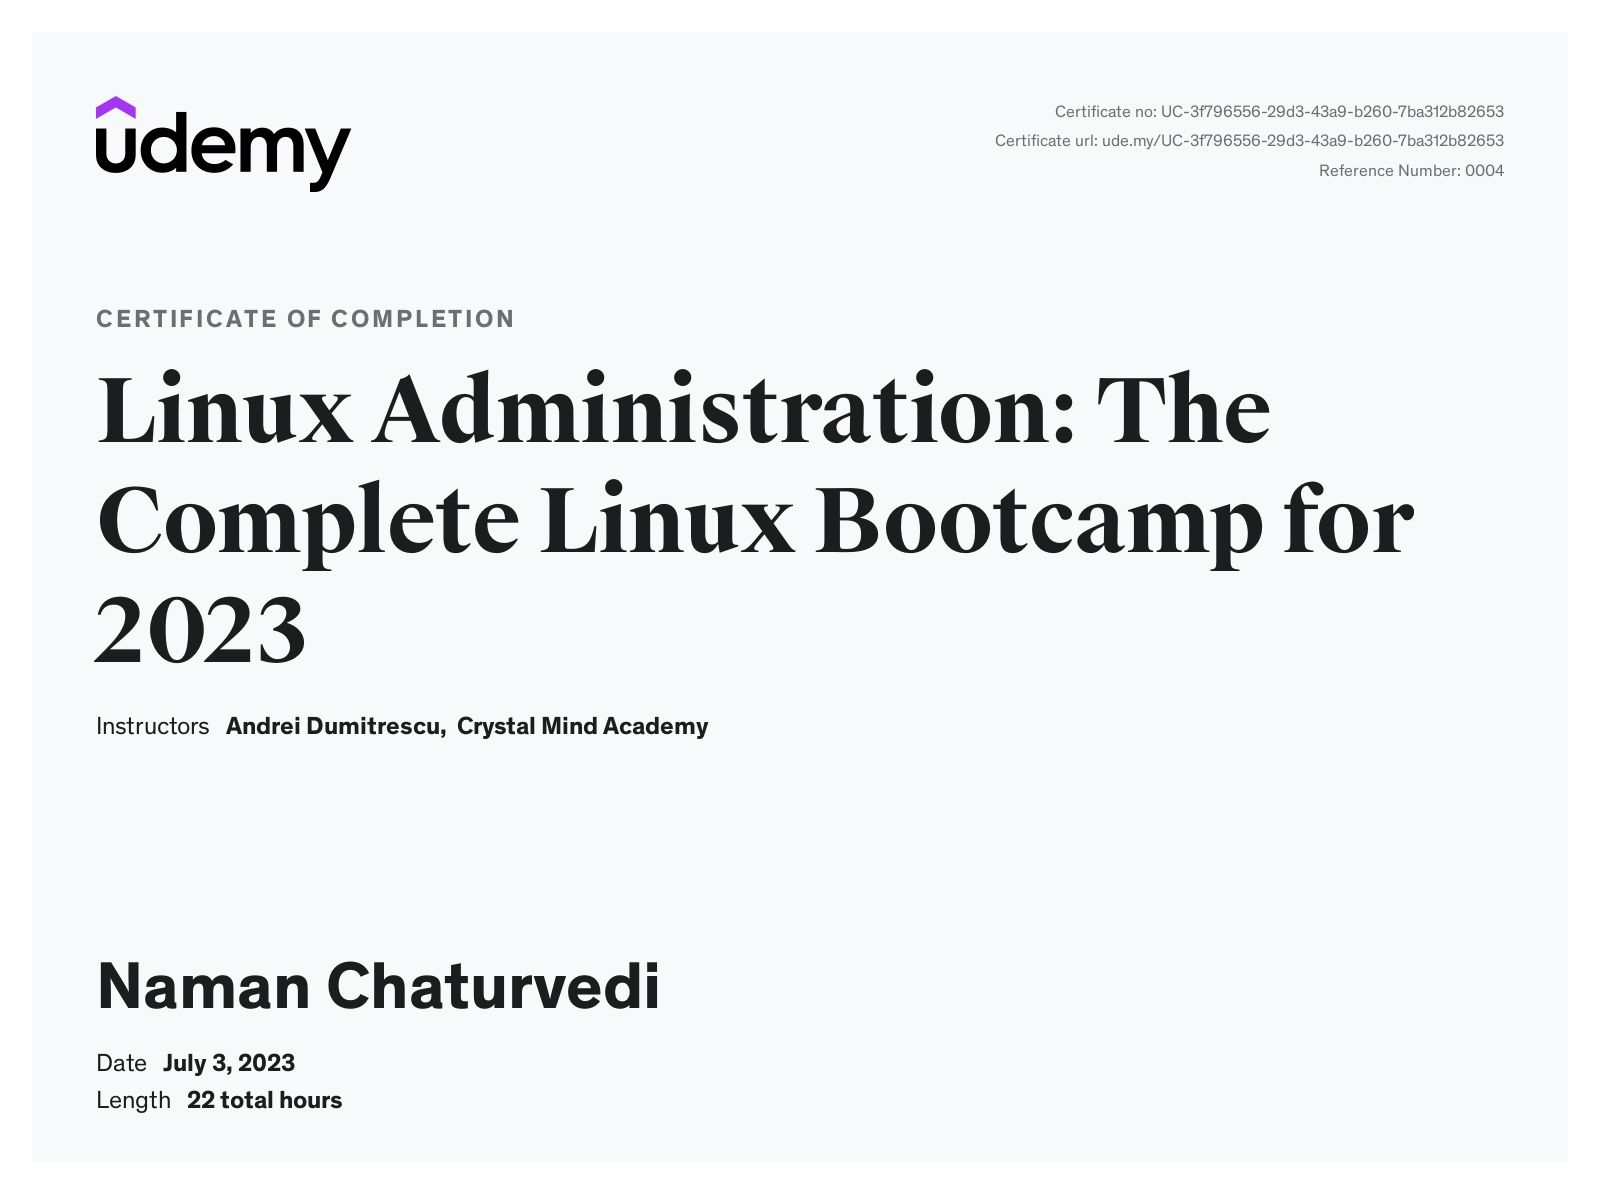 udemy
Certificate no: UC-3f796556-29d3-43a9-b260-7ba312b82653
Certificate url: ude.my/UC-3f796556-29d3-43a9-b260-7ba312b82653
Reference Number: 0004
CERTIFICATE OF COMPLETION
Linux Administration: The
Complete Linux Bootcamp for
2023
Instructors Andrei Dumitrescu, Crystal Mind Academy
Naman Chaturvedi
Date July 3, 2023
Length 22 total hours